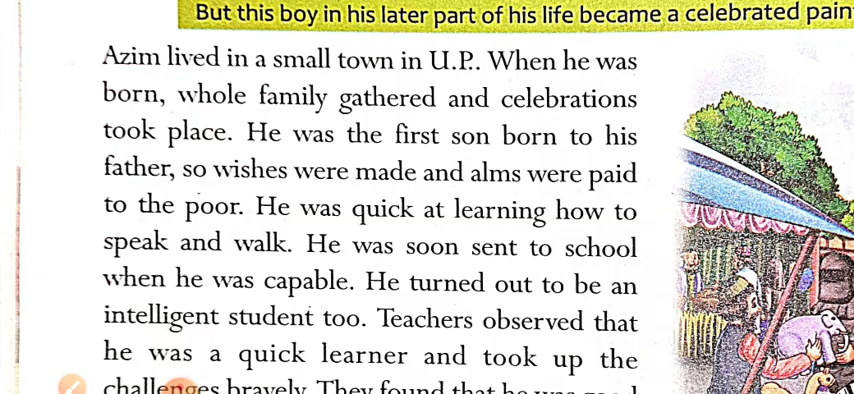 But this boy in his later part of his life became a celebrated pain
Azim lived in a small town in U.P.. When he was
born, whole family gathered and celebrations
took place. He was the first son born to his
father, so wishes were made and alms were paid
to the poor. He was quick at learning how to
speak and walk. He was soon sent to school
when he was capable. He turned out to be an
intelligent student too. Teachers observed that
he was a quick learner and took up the
challenges bravely. They found that he was good